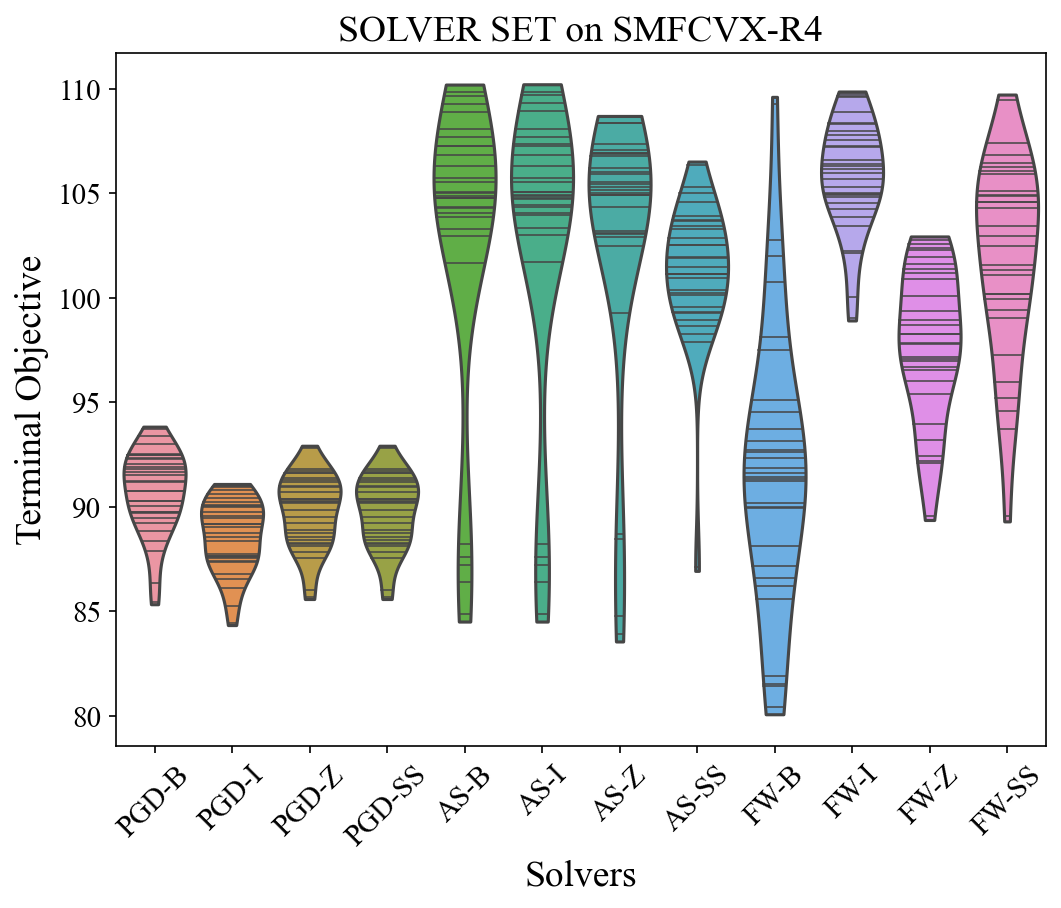 SOLVER SET on SMFCVX-R4
Terminal Objective
110
105
100
95
90
85
80
PGD-B
PGD-I
PGD-Z
PGD-SS
AS-B
AS-I
AS-Z
AS-SS
FW-B
FW-I
FW-Z
FW-SS
Solvers